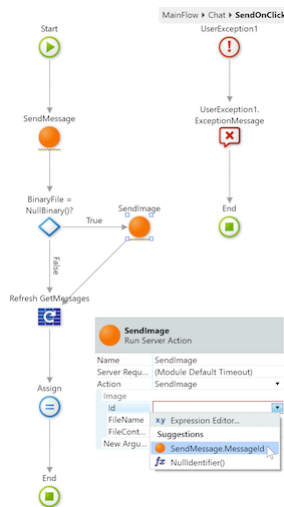 MainFlow ▸ Chat ▸ SendOnClick
Start
UserException1
SendMessage
UserException1.
ExceptionMessage
BinaryFile =
NullBinary()?
SendImage
True
End
False
Refresh GetMessages
SendImage
Run Server Action
Name SendImage
Server Requ... (Module Default Timeout)
Action SendImage
Image
Id
FileName
Expression Editor...
FileCont...
Suggestions
New Argu...
SendMessage.MessageId
NullIdentifier()
Assign
End